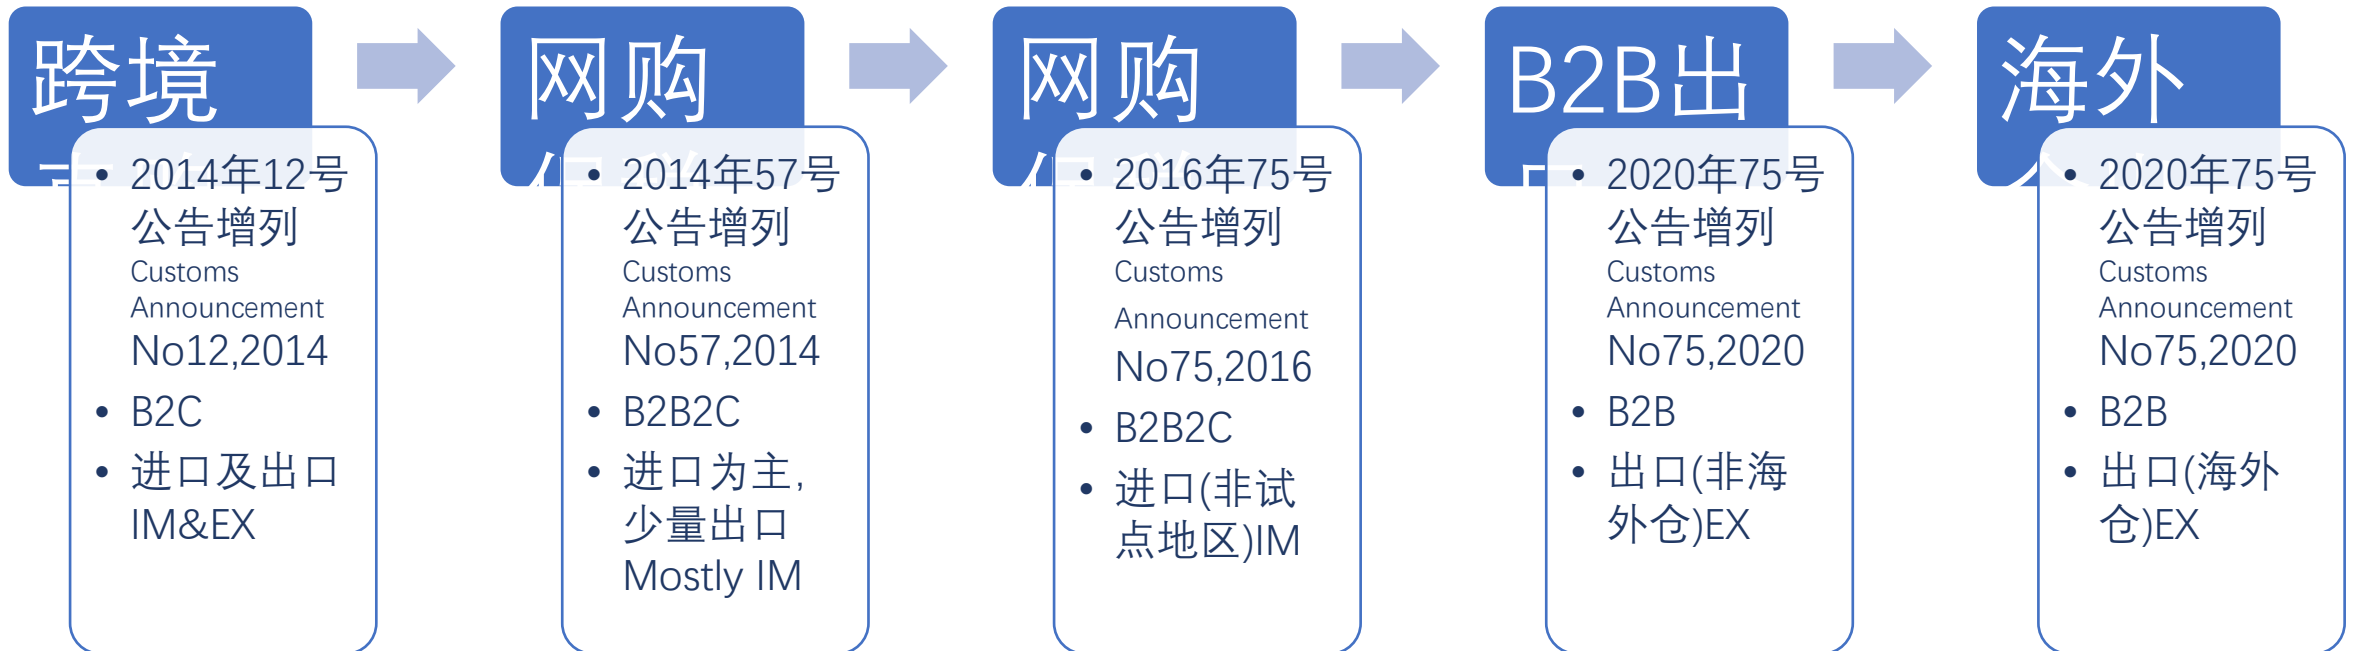 跨境
2014年12号
公告增列
Customs
Announcement
No12,2014
B2C
进口及出口
IM&EX
网购
2014年57号
公告增列
Customs
Announcement
No57,2014
B2B2C
进口为主,
少量出口
Mostly IM
网购
2016年75号
公告增列
Customs
Announcement
No75,2016
B2B2C
进口(非试
点地区)IM
B2B出
2020年75号
公告增列
Customs
Announcement
No75,2020
B2B
出口(非海
外仓)EX
海外
2020年75号
公告增列
Customs
Announcement
No75,2020
B2B
出口(海外
仓)EX